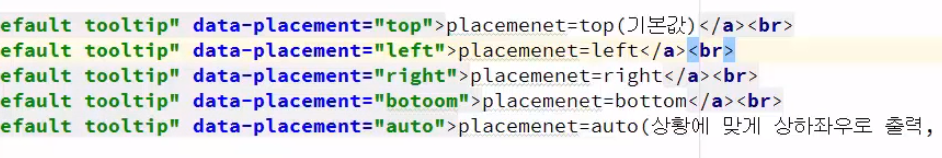 efault tooltip" data-placement="top">placemenet=top(기본값)</a><br>
efault tooltip" data-placement="left">placemenet=left</a><br>
efault tooltip" data-placement="right">placemenet=right</a><br>
efault tooltip" data-placement="botoom">placemenet=bottom</a><br>
efault tooltip" data-placement="auto">placemenet=auto(상황에 맞게 상하좌우로 출력,